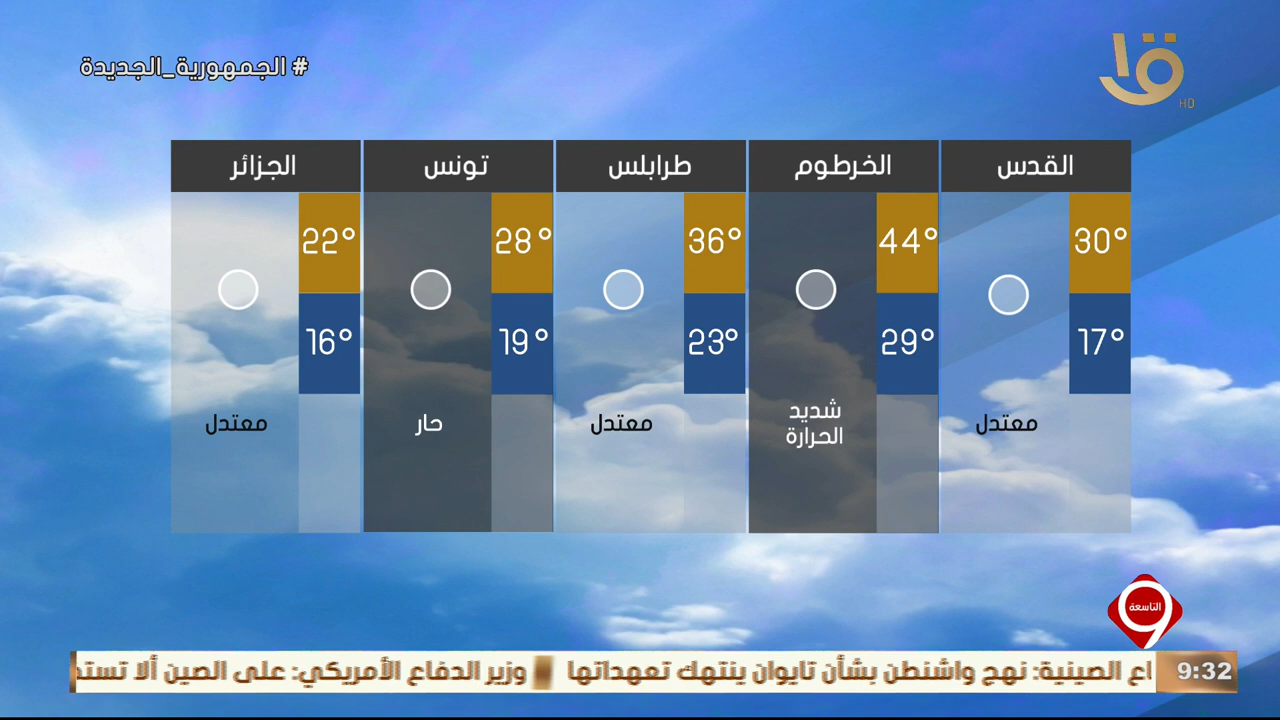 #الجمهورية_الجديدة
HD
القدس
30°
17°
معتدل
الخرطوم
44°
29°
شديد
الحرارة
طرابلس
36°
23°
معتدل
تونس
28°
19°
حار
الجزائر
22°
16°
معتدل
التاسعة
9
9:32
اع الصينية: نهج واشنطن بشأن تايوان ينتهك تعهداتها وزير الدفاع الأمريكي: على الصين ألا